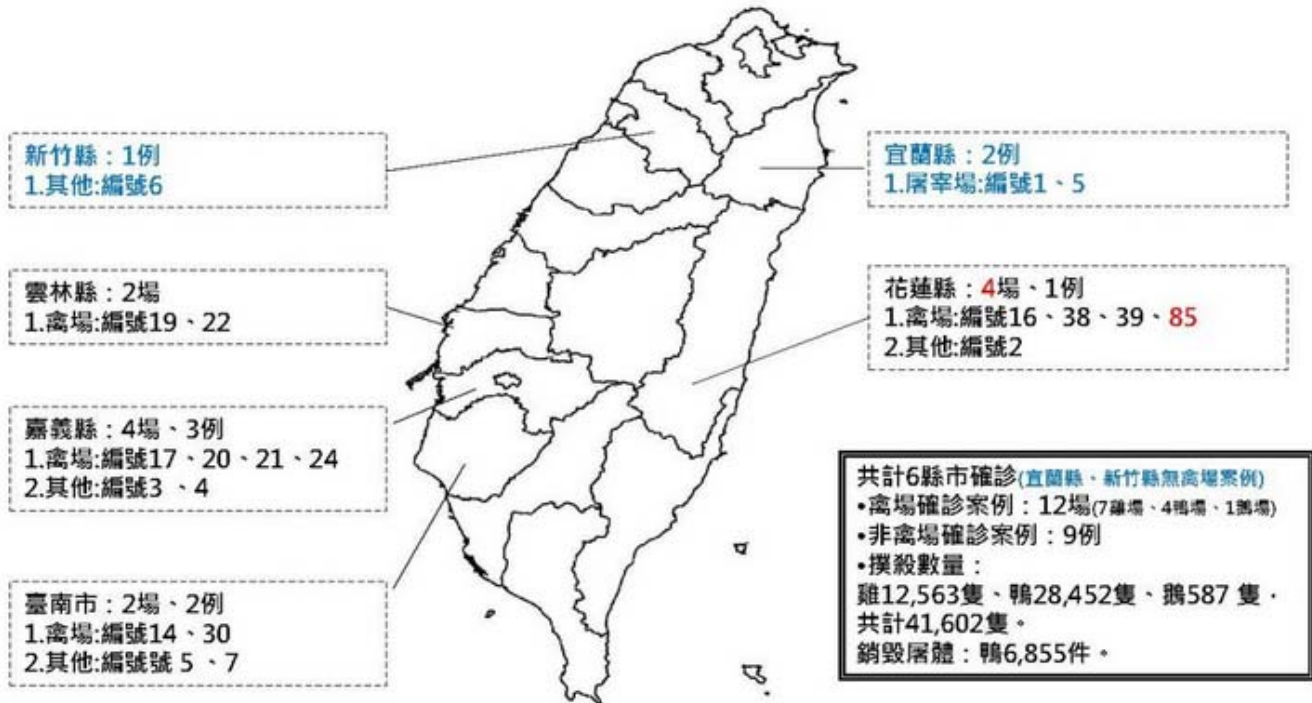 新竹縣：1例
1.其他:編號6
雲林縣：2場
1.禽場:編號19、22
嘉義縣：4場、3例
1.禽場:編號17、20、21、24
2.其他:編號3 、4
臺南市：2場、2例
1.禽場:編號14、30
2.其他:編號號 5 、7
宜蘭縣：2例
1.屠宰場:編號1、5
花蓮縣：4場、1例
1.禽場:編號16、38、39、85
2.其他:編號2
共計6縣市確診(宜蘭縣、新竹縣無禽場案例)
•禽場確診案例：12場(7雞場、4鴨場、1鵝場)
•非禽場確診案例：9例
•撲殺數量：
雞12,563隻、鴨28,452隻、鵝587 隻，
共計41,602隻。
銷毀屠體：鴨6,855件。